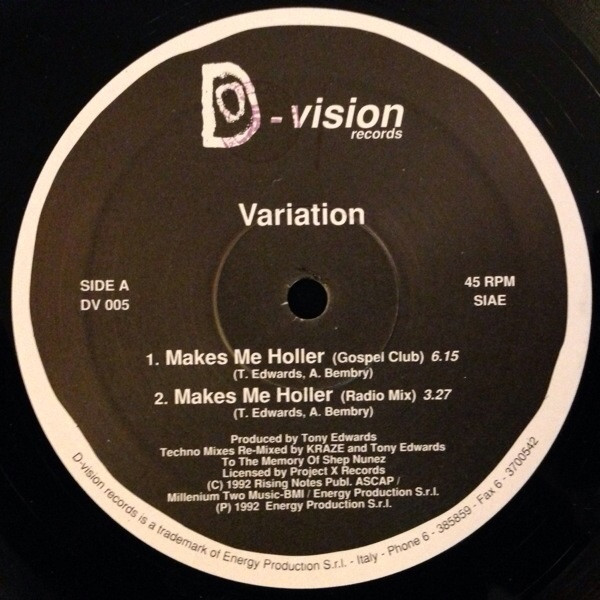 D-vision
records
Variation
SIDE A
DV 005
45 RPM
SIAE
1. Makes Me Holler (Gospel Club) 6.15
(T. Edwards, A. Bembry)
2. Makes Me Holler (Radio Mix) 3.27
(T. Edwards, A. Bembry)
Produced by Tony Edwards
Techno Mixes Re-Mixed by KRAZE and Tony Edwards
To The Memory Of Shep Nunez
Licensed by Project X Records
(C) 1992 Rising Notes Publ. ASCAP /
Millenium Two Music-BMI / Energy Production S.r.l.
(P) 1992 Energy Production S.r.l.
D-vision records is a trademark of Energy Production S.r.l. - Italy - Phone 6 - 385859 - Fax 6 - 3700542